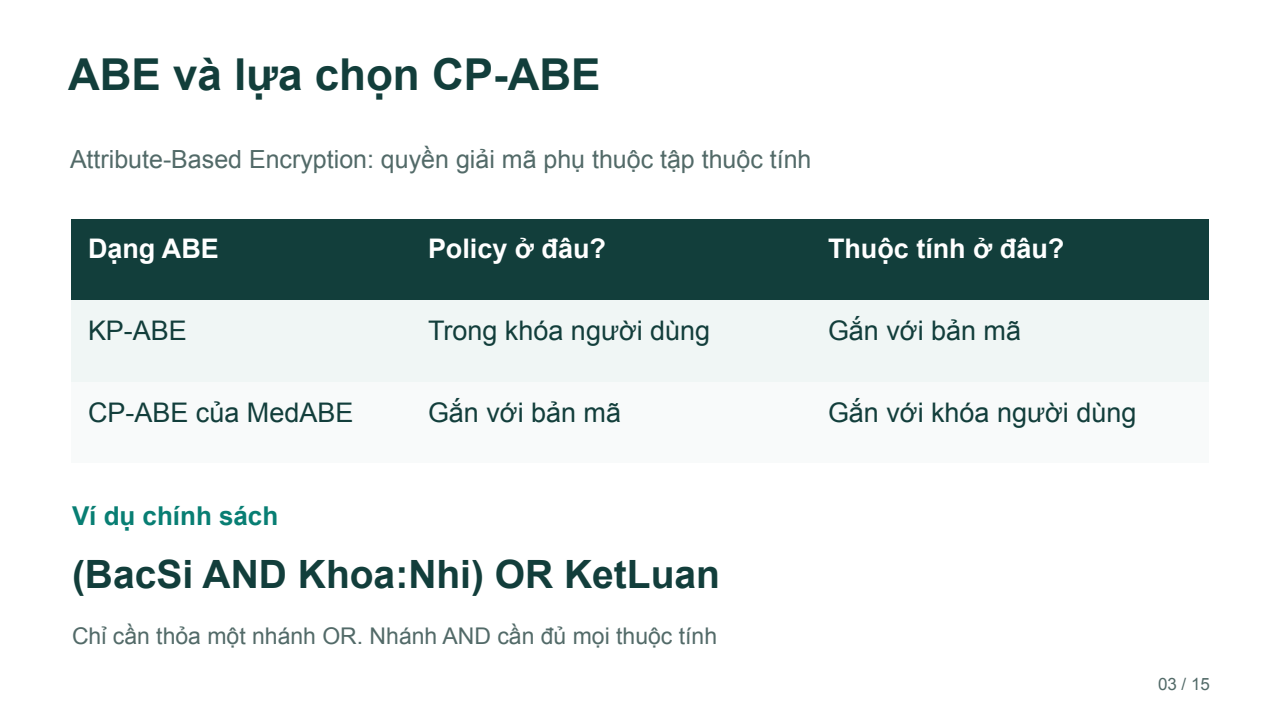 ABE và lựa chọn CP-ABE
Attribute-Based Encryption: quyền giải mã phụ thuộc tập thuộc tính
Dạng ABE Policy ở đâu? Thuộc tính ở đâu?
KP-ABE Trong khóa người dùng Gắn với bản mã
CP-ABE của MedABE Gắn với bản mã Gắn với khóa người dùng
Ví dụ chính sách
(BacSi AND Khoa:Nhi) OR KetLuan
Chỉ cần thỏa một nhánh OR. Nhánh AND cần đủ mọi thuộc tính
03 / 15